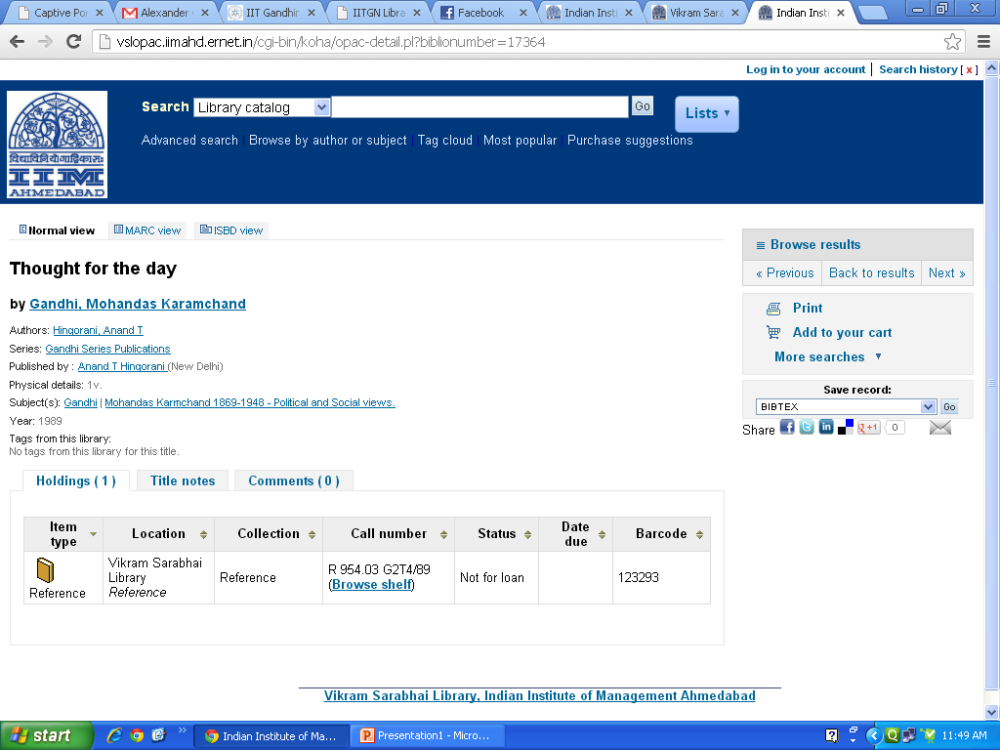 Captive Po
Alexander
IIT Gandhin
IITGN Libra
Facebook
Indian Insti
Vikram Sara
Indian Insti
vslopac.iimahd.ernet.in/cgi-bin/koha/opac-detail.pl?biblionumber=17364
Log in to your account | Search history [ x ]
Search Library catalog Go Lists ▼
Advanced search | Browse by author or subject | Tag cloud | Most popular | Purchase suggestions
विद्याविनियोगाद्विकासः
IIM
AHMEDABAD
Normal view MARC view ISBD view
Thought for the day
by Gandhi, Mohandas Karamchand
Authors: Hingorani, Anand T
Series: Gandhi Series Publications
Published by : Anand T Hingorani (New Delhi)
Physical details: 1v.
Subject(s): Gandhi | Mohandas Karmchand 1869-1948 - Political and Social views.
Year: 1989
Tags from this library:
No tags from this library for this title.
Browse results
« Previous Back to results Next »
Print
Add to your cart
More searches ▼
Save record:
BIBTEX Go
Share g +1 0
Holdings ( 1 ) Title notes Comments ( 0 )
Item type Location Collection Call number Status Date due Barcode
Reference
Vikram Sarabhai
Library
Reference
Reference
R 954.03 G2T4/89
(Browse shelf)
Not for loan
123293
Vikram Sarabhai Library, Indian Institute of Management Ahmedabad
start Indian Institute of Ma... Presentation1 - Micro... 11:49 AM